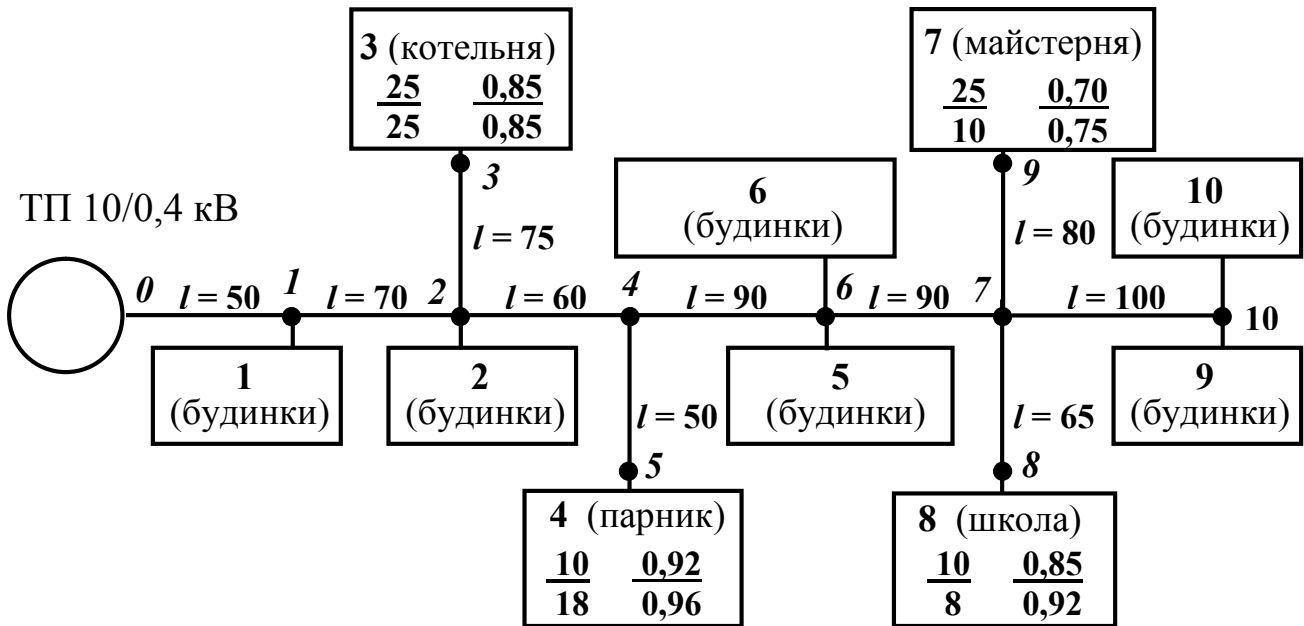 3 (котельня)
25 0,85
25 0,85
3
7 (майстерня)
25 0,70
10 0,75
9
ТП 10/0,4 кВ
6
(будинки)
10
(будинки)
l = 75
l = 80
0 l = 50 1 l = 70 2 l = 60 4 l = 90 6 l = 90 7 l = 100 10
1
(будинки)
2
(будинки)
5
(будинки)
9
(будинки)
l = 50
l = 65
5
8
4 (парник)
10 0,92
18 0,96
8 (школа)
10 0,85
8 0,92